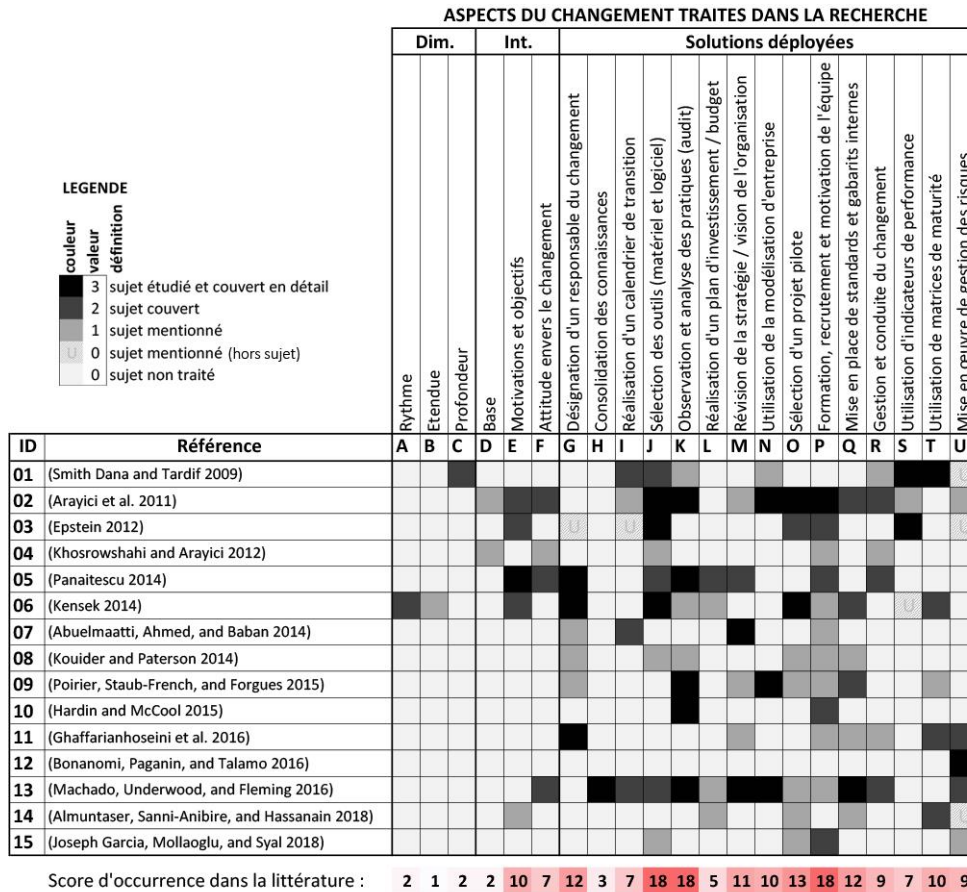 ASPECTS DU CHANGEMENT TRAITES DANS LA RECHERCHE
Dim. Int. Solutions déployées
LEGENDE
couleur valeur définition
3 sujet étudié et couvert en détail
2 sujet couvert
1 sujet mentionné
U 0 sujet mentionné (hors sujet)
0 sujet non traité
Rythme
Etendue
Profondeur
Base
Motivations et objectifs
Attitude envers le changement
Désignation d'un responsable du changement
Consolidation des connaissances
Réalisation d'un calendrier de transition
Sélection des outils (matériel et logiciel)
Observation et analyse des pratiques (audit)
Réalisation d'un plan d'investissement / budget
Révision de la stratégie / vision de l'organisation
Utilisation de la modélisation d'entreprise
Sélection d'un projet pilote
Formation, recrutement et motivation de l'équipe
Mise en place de standards et gabarits internes
Gestion et conduite du changement
Utilisation d'indicateurs de performance
Utilisation de matrices de maturité
Mise en œuvre de gestion des risques
ID Référence A B C D E F G H I J K L M N O P Q R S T U
01 (Smith Dana and Tardif 2009) U
02 (Arayici et al. 2011)
03 (Epstein 2012) U U U
04 (Khosrowshahi and Arayici 2012)
05 (Panaitescu 2014)
06 (Kensek 2014) U
07 (Abuelmaatti, Ahmed, and Baban 2014)
08 (Kouider and Paterson 2014)
09 (Poirier, Staub-French, and Forgues 2015)
10 (Hardin and McCool 2015)
11 (Ghaffarianhoseini et al. 2016)
12 (Bonanomi, Paganin, and Talamo 2016)
13 (Machado, Underwood, and Fleming 2016)
14 (Almuntaser, Sanni-Anibire, and Hassanain 2018) U
15 (Joseph Garcia, Mollaoglu, and Syal 2018)
Score d'occurrence dans la littérature : 2 1 2 2 10 7 12 3 7 18 18 5 11 10 13 18 12 9 7 10 9